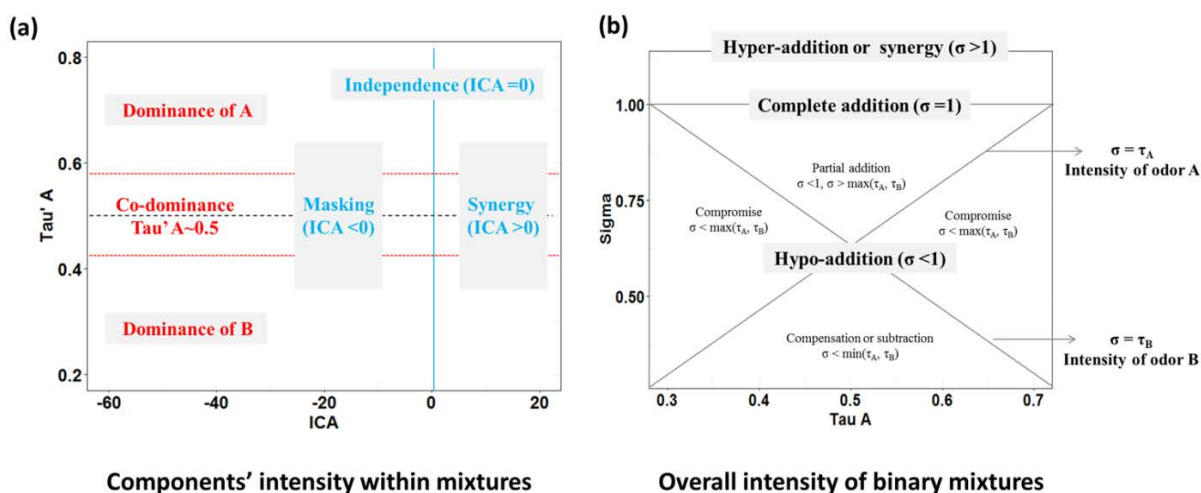 (a)
0.8
0.6
0.4
0.2
Tau' A
Independence (ICA =0)
Dominance of A
Co-dominance
Tau’ A~0.5
Masking
(ICA <0)
Synergy
(ICA >0)
Dominance of B
-60
-40
-20
0
20
ICA
Components’ intensity within mixtures
(b)
Hyper-addition or synergy (σ >1)
1.00
0.75
0.50
Sigma
Complete addition (σ =1)
Partial addition
σ <1, σ > max(τA, τB)
Compromise
σ < max(τA, τB)
Compromise
σ < max(τA, τB)
Hypo-addition (σ <1)
Compensation or subtraction
σ < min(τA, τB)
σ = τA
Intensity of odor A
σ = τB
Intensity of odor B
0.3
0.4
0.5
0.6
0.7
Tau A
Overall intensity of binary mixtures